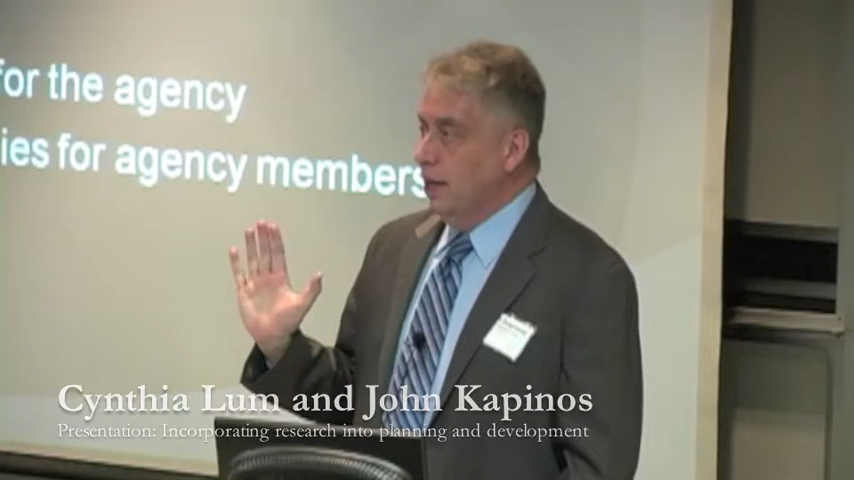 for the agency
ies for agency members
Cynthia Lum and John Kapinos
Presentation: Incorporating research into planning and development